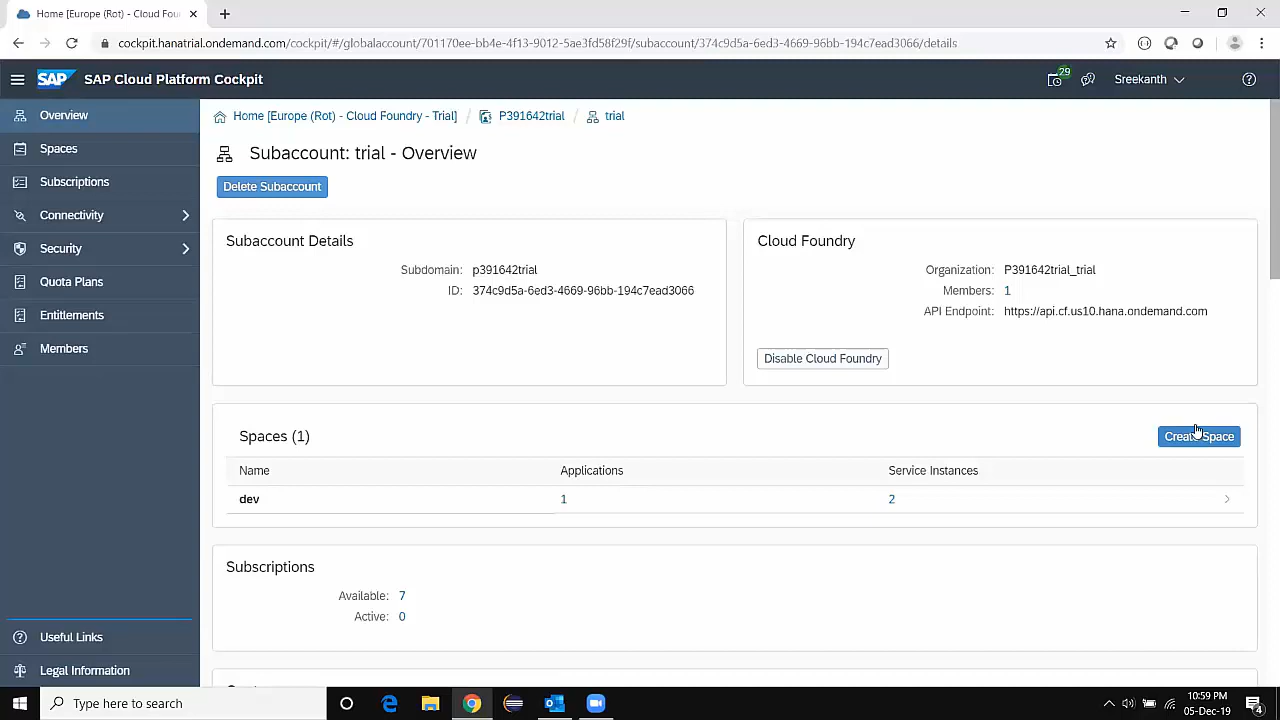 Home [Europe (Rot) - Cloud Foun
cockpit.hanatrial.ondemand.com/cockpit/#/globalaccount/701170ee-bb4e-4f13-9012-5ae3fd58f29f/subaccount/374c9d5a-6ed3-4669-96bb-194c7ead3066/details
SAP SAP Cloud Platform Cockpit
29
Sreekanth
Overview
Spaces
Subscriptions
Connectivity
Security
Quota Plans
Entitlements
Members
Useful Links
Legal Information
Home [Europe (Rot) - Cloud Foundry - Trial] / P391642trial / trial
Subaccount: trial - Overview
Delete Subaccount
Subaccount Details
Subdomain: p391642trial
ID: 374c9d5a-6ed3-4669-96bb-194c7ead3066
Cloud Foundry
Organization: P391642trial_trial
Members: 1
API Endpoint: https://api.cf.us10.hana.ondemand.com
Disable Cloud Foundry
Spaces (1)
Create Space
Name Applications Service Instances
dev 1 2
Subscriptions
Available: 7
Active: 0
Type here to search
10:59 PM
05-Dec-19
4